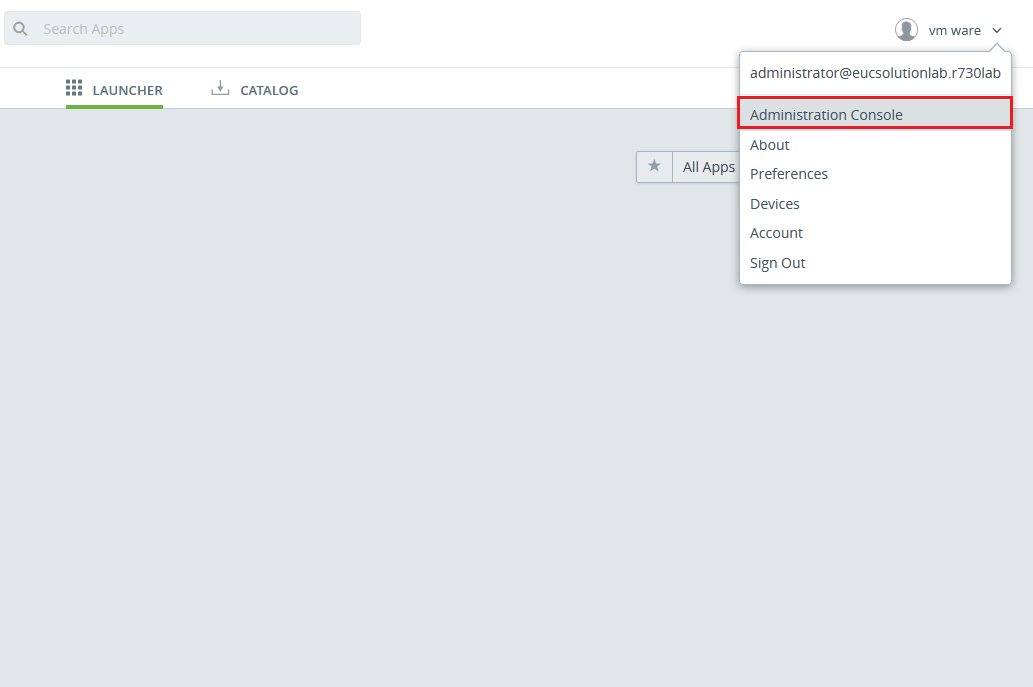 Search Apps
vm ware
administrator@eucsolutionlab.r730lab
LAUNCHER
CATALOG
Administration Console
About
All Apps
Preferences
Devices
Account
Sign Out